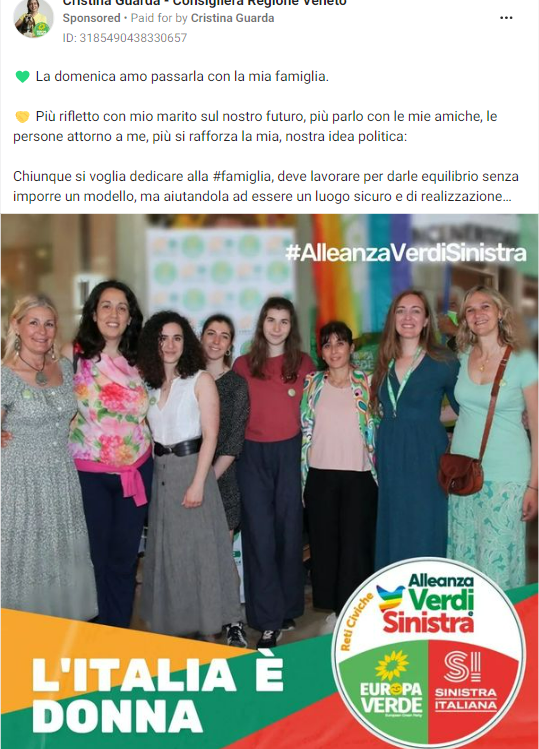 Cristina Guarda - Consigliera Regione Veneto
Sponsored • Paid for by Cristina Guarda
ID: 3185490438330657
💚 La domenica amo passarla con la mia famiglia.
💛 Più rifletto con mio marito sul nostro futuro, più parlo con le mie amiche, le
persone attorno a me, più si rafforza la mia, nostra idea politica:
Chiunque si voglia dedicare alla #famiglia, deve lavorare per darle equilibrio senza
imporre un modello, ma aiutandola ad essere un luogo sicuro e di realizzazione...
#AlleanzaVerdiSinistra
Reti Civiche
Alleanza
Verdi
Sinistra
EUROPA
VERDE
European Green Party
SI
SINISTRA
ITALIANA
L'ITALIA È
DONNA